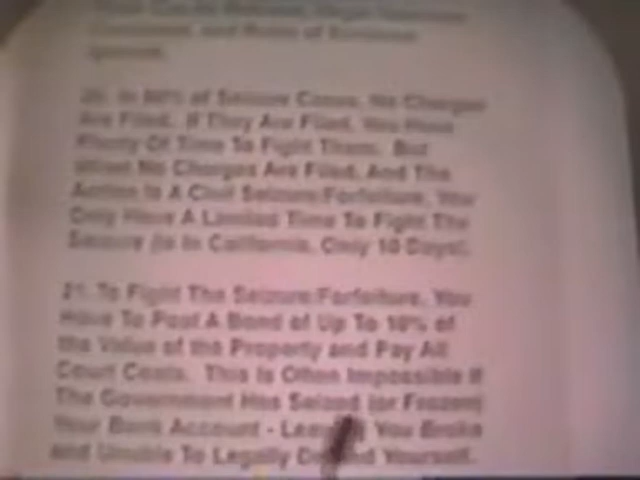 Comments, and Rules of Evidence
ignored.
20. In 80% of Seizure Cases, No Charges
Are Filed. If They Are Filed, You Have
Plenty Of Time To Fight Them. But
When No Charges Are Filed, And The
Action Is A Civil Seizure/Forfeiture, You
Only Have A Limited Time To Fight The
Seizure (ie In California, Only 10 Days).
21. To Fight The Seizure/Forfeiture, You
Have To Post A Bond of Up To 10% of
the Value of the Property and Pay All
Court Costs. This Is Often Impossible If
The Government Has Seized (or Frozen)
Your Bank Account - You Broke
and Unable To Legally Yourself.